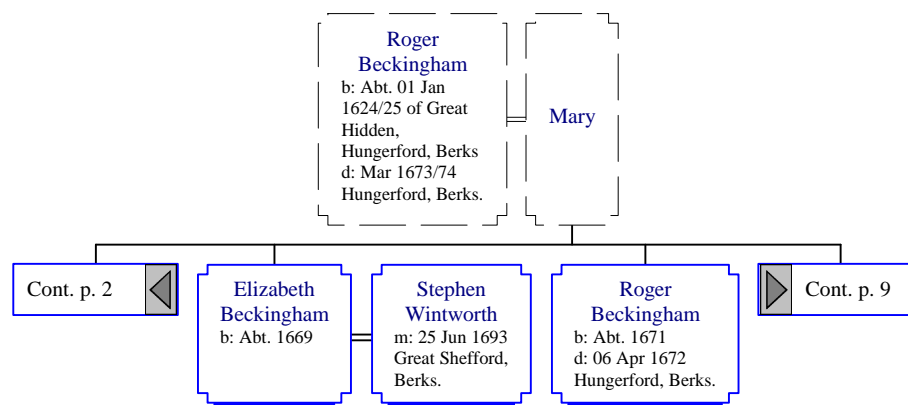 Roger
Beckingham
b: Abt. 01 Jan
1624/25 of Great
Hidden,
Hungerford, Berks
d: Mar 1673/74
Hungerford, Berks.
Mary
Cont. p. 2
Elizabeth
Beckingham
b: Abt. 1669
Stephen
Wintworth
m: 25 Jun 1693
Great Shefford,
Berks.
Roger
Beckingham
b: Abt. 1671
d: 06 Apr 1672
Hungerford, Berks.
Cont. p. 9